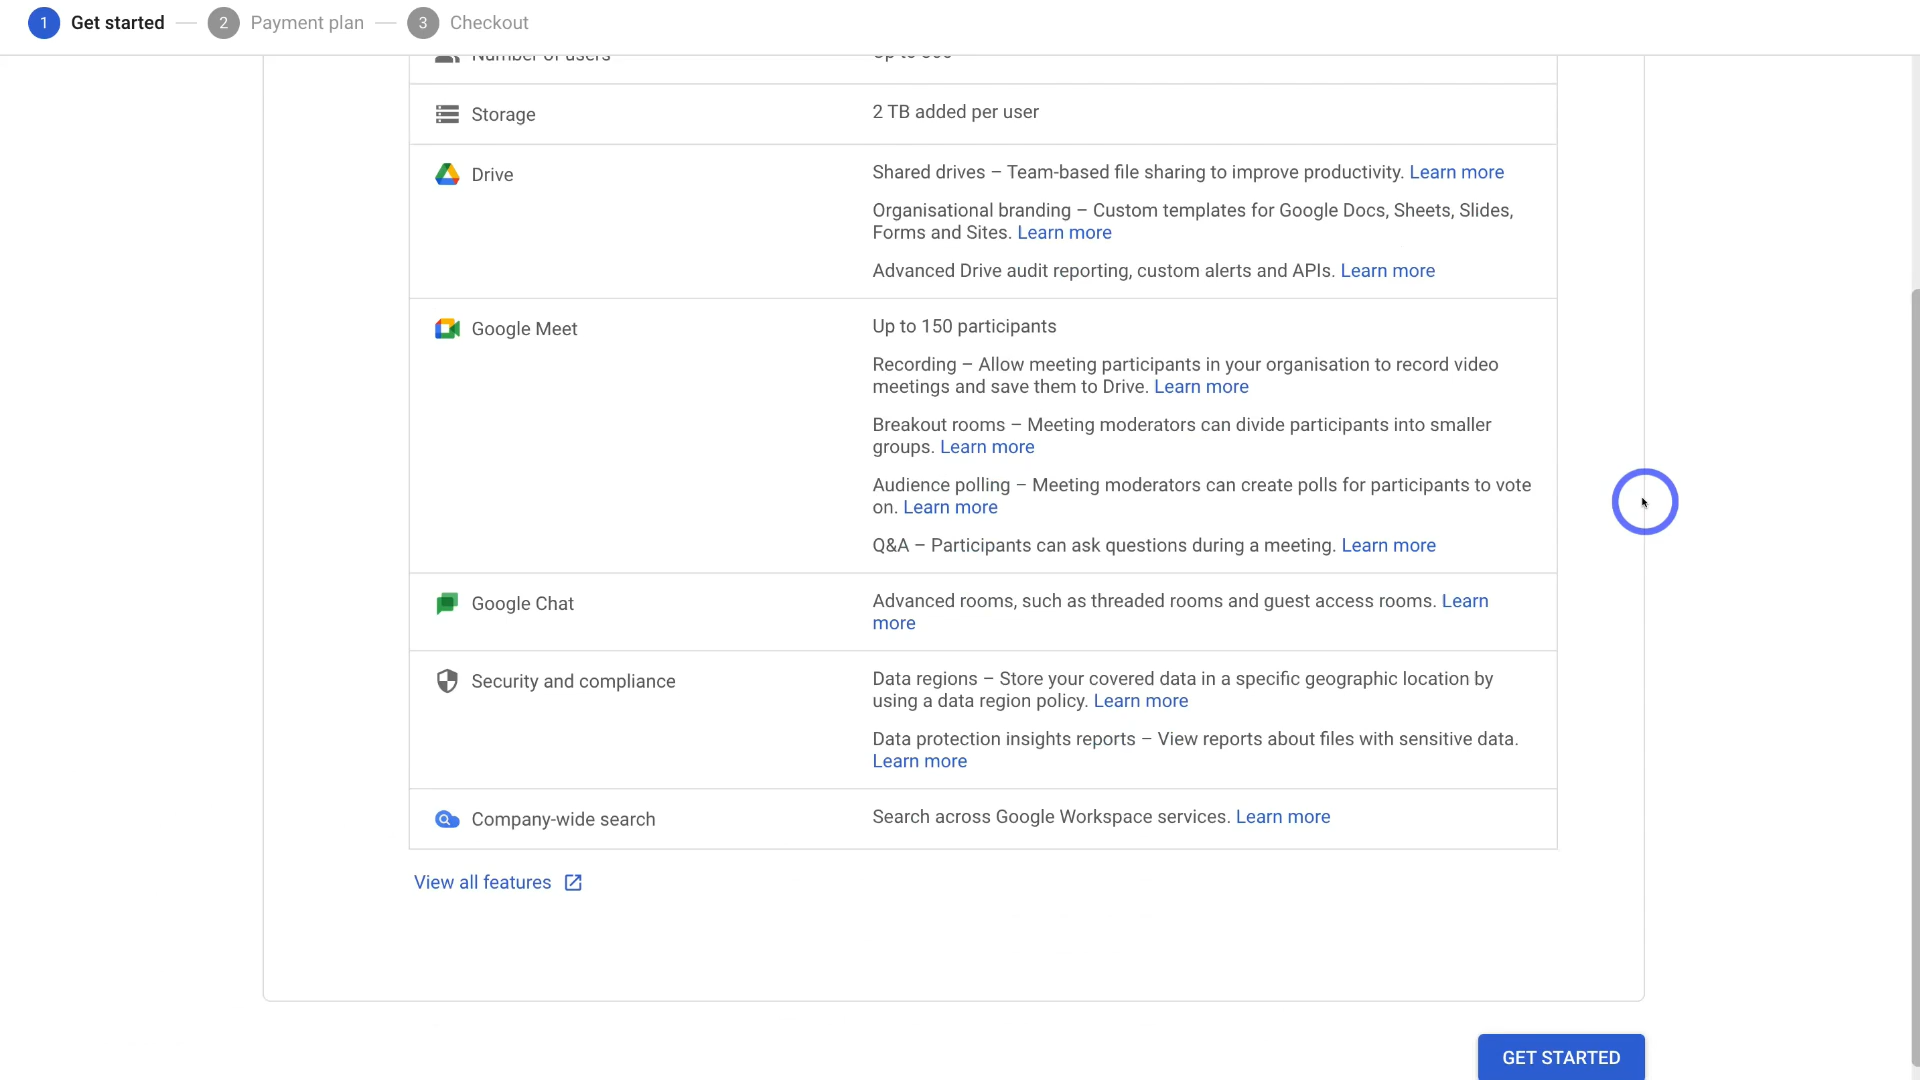 1 Get started 2 Payment plan 3 Checkout
Number of users Up to 300
Storage 2 TB added per user
Drive Shared drives – Team-based file sharing to improve productivity. Learn more
Organisational branding – Custom templates for Google Docs, Sheets, Slides,
Forms and Sites. Learn more
Advanced Drive audit reporting, custom alerts and APIs. Learn more
Google Meet Up to 150 participants
Recording – Allow meeting participants in your organisation to record video
meetings and save them to Drive. Learn more
Breakout rooms – Meeting moderators can divide participants into smaller
groups. Learn more
Audience polling – Meeting moderators can create polls for participants to vote
on. Learn more
Q&A – Participants can ask questions during a meeting. Learn more
Google Chat Advanced rooms, such as threaded rooms and guest access rooms. Learn
more
Security and compliance Data regions – Store your covered data in a specific geographic location by
using a data region policy. Learn more
Data protection insights reports – View reports about files with sensitive data.
Learn more
Company-wide search Search across Google Workspace services. Learn more
View all features
GET STARTED